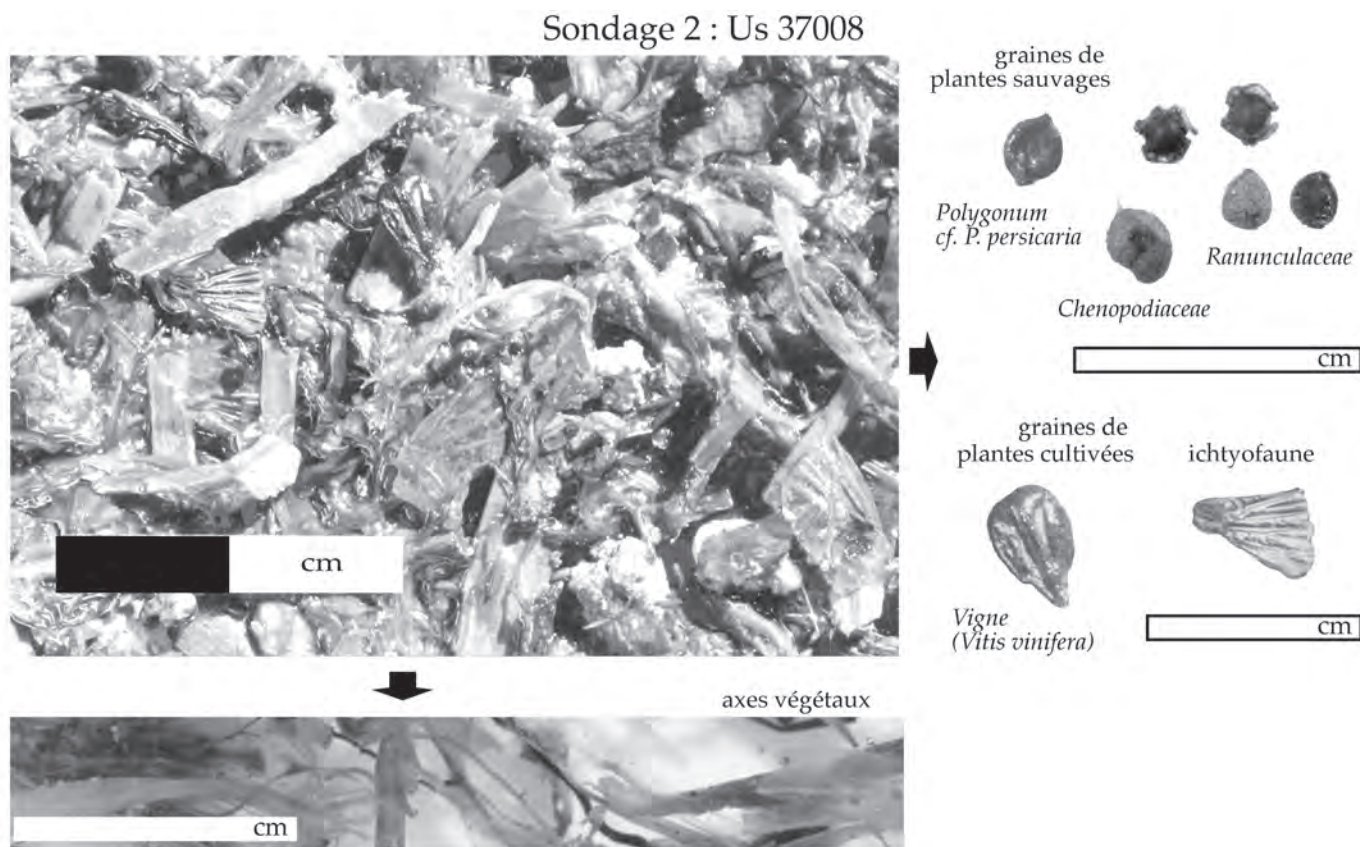 Sondage 2 : Us 37008
graines de
plantes sauvages
Polygonum
cf. P. persicaria
Ranunculaceae
Chenopodiaceae
cm
graines de
plantes cultivées
ichtyofaune
cm
Vigne
(Vitis vinifera)
cm
axes végétaux
cm